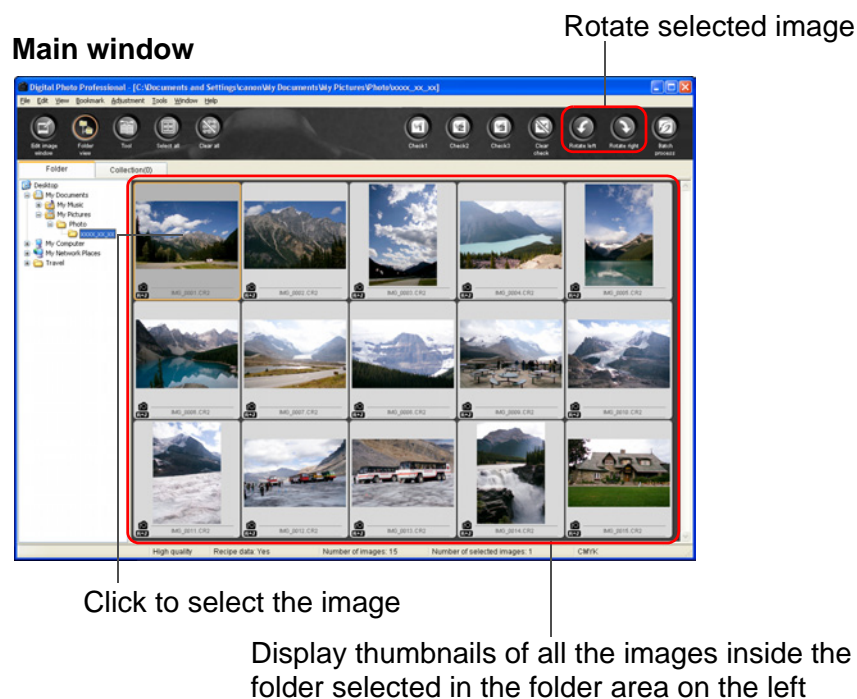 Rotate selected image
Main window
Digital Photo Professional - [C:\Documents and Settings\canon\My Documents\My Pictures\Photo\xxxx_xx_xx]
File Edit View Bookmark Adjustment Tools Window Help
Edit image window
Folder view
Tool
Select all
Clear all
Check1
Check2
Check3
Clear check
Rotate left
Rotate right
Batch process
Folder
Collection(0)
Desktop
My Documents
My Music
My Pictures
Photo
xxxx_xx_xx
My Computer
My Network Places
Travel
IMG_0001.CR2
IMG_0002.CR2
IMG_0003.CR2
IMG_0004.CR2
IMG_0005.CR2
IMG_0006.CR2
IMG_0007.CR2
IMG_0008.CR2
IMG_0009.CR2
IMG_0010.CR2
IMG_0011.CR2
IMG_0012.CR2
IMG_0013.CR2
IMG_0014.CR2
IMG_0015.CR2
High quality
Recipe data: Yes
Number of images: 15
Number of selected images: 1
CMYK
Click to select the image
Display thumbnails of all the images inside the
folder selected in the folder area on the left